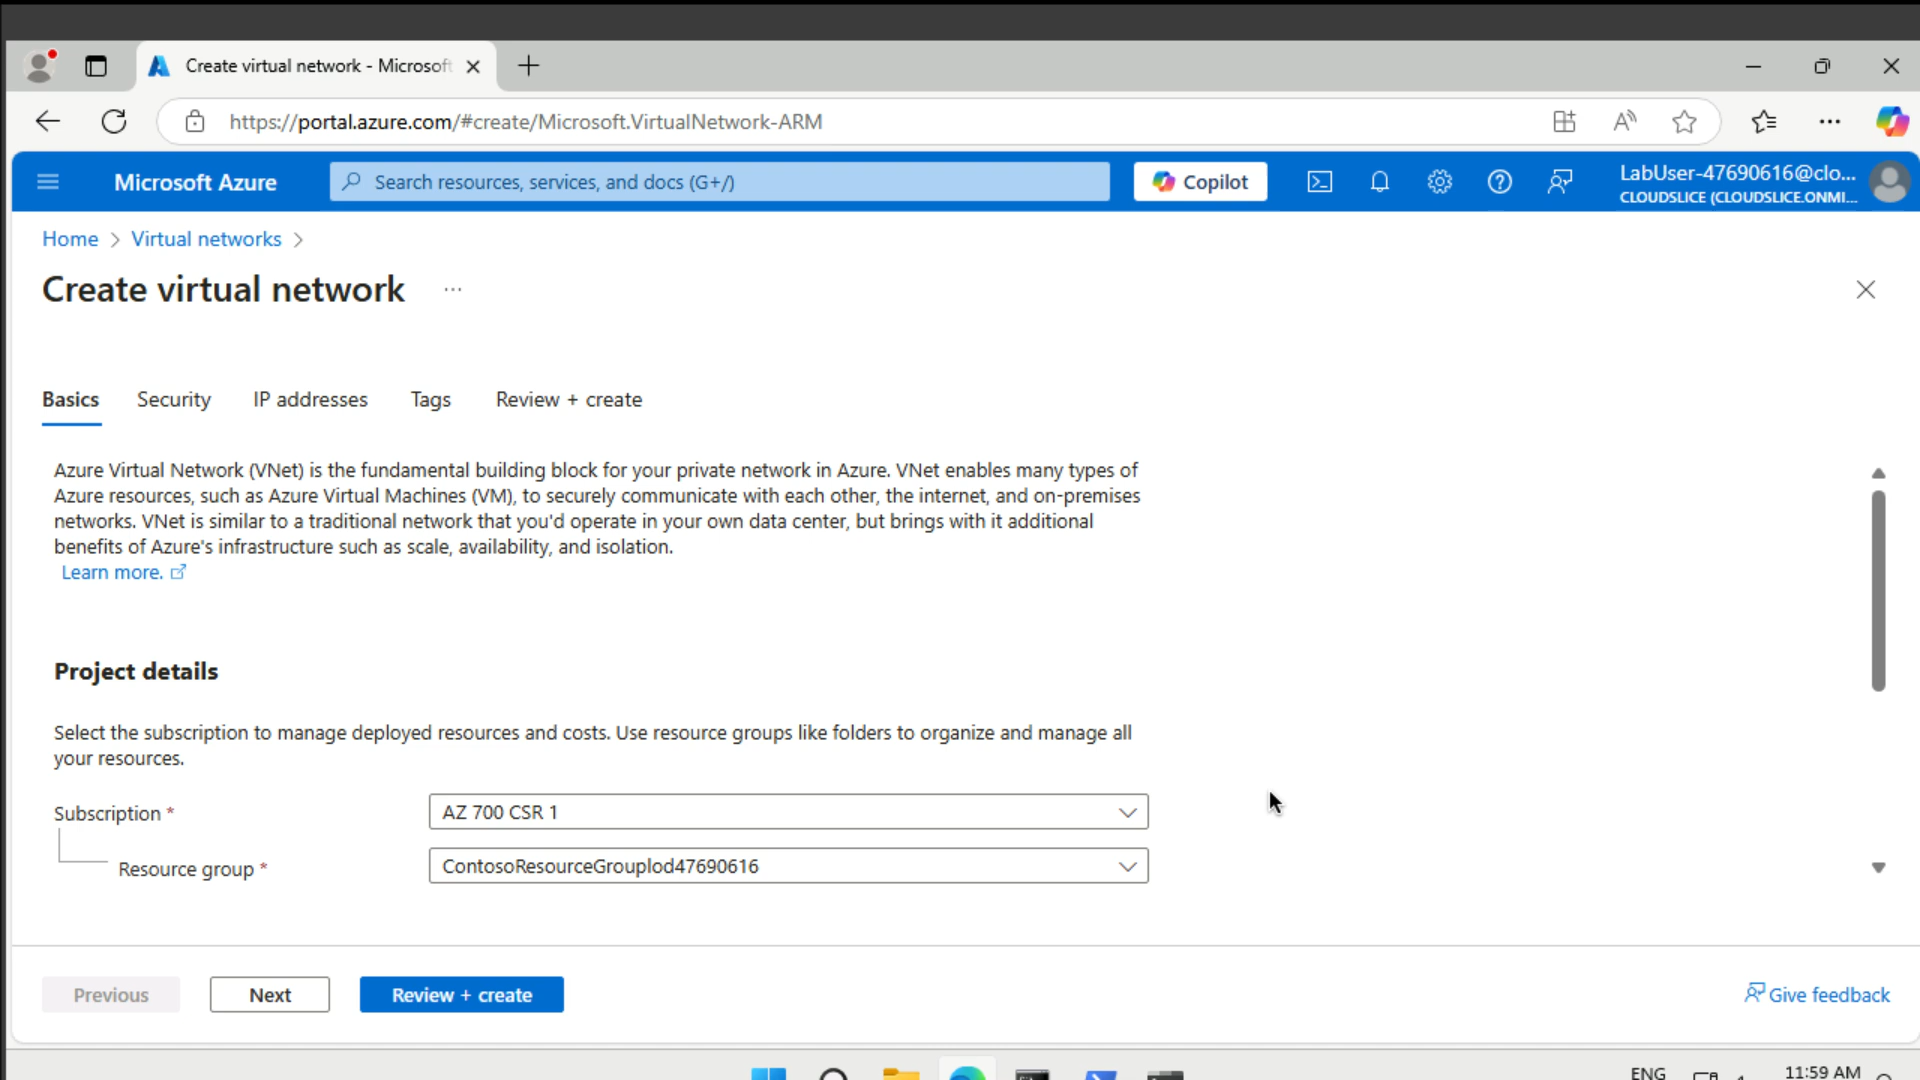 Create virtual network - Microsoft
https://portal.azure.com/#create/Microsoft.VirtualNetwork-ARM
Microsoft Azure
Search resources, services, and docs (G+/)
Copilot
LabUser-47690616@clo...
CLOUDSLICE (CLOUDSLICE.ONMI...
Home > Virtual networks >
Create virtual network ...
Basics Security IP addresses Tags Review + create
Azure Virtual Network (VNet) is the fundamental building block for your private network in Azure. VNet enables many types of
Azure resources, such as Azure Virtual Machines (VM), to securely communicate with each other, the internet, and on-premises
networks. VNet is similar to a traditional network that you'd operate in your own data center, but brings with it additional
benefits of Azure's infrastructure such as scale, availability, and isolation.
Learn more.
Project details
Select the subscription to manage deployed resources and costs. Use resource groups like folders to organize and manage all
your resources.
Subscription * AZ 700 CSR 1
Resource group * ContosoResourceGrouplod47690616
Previous Next Review + create Give feedback
ENG 11:59 AM